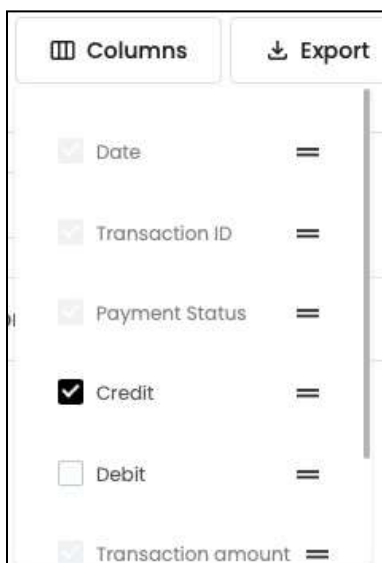 Columns
Export
Date
Transaction ID
Payment Status
Credit
Debit
Transaction amount